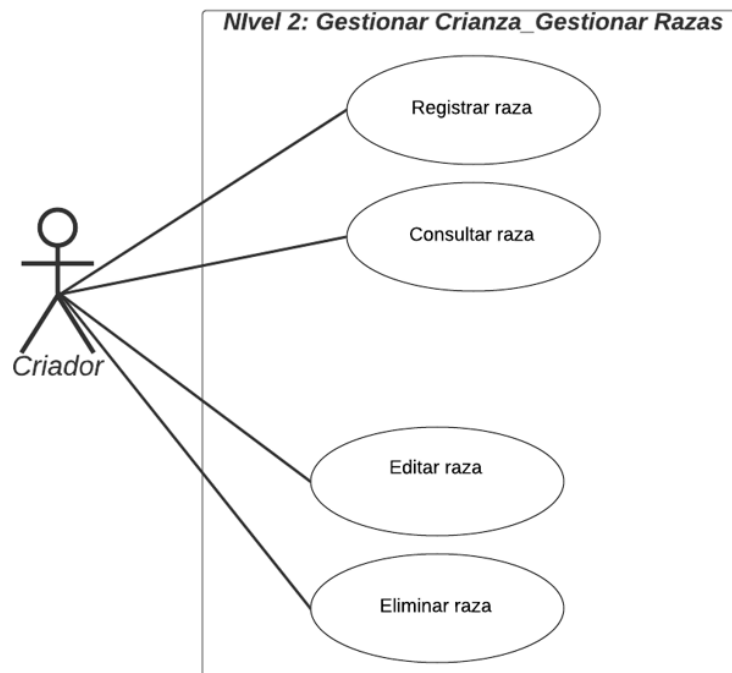 NIvel 2: Gestionar Crianza_Gestionar Razas
Registrar raza
Consultar raza
Criador
Editar raza
Eliminar raza